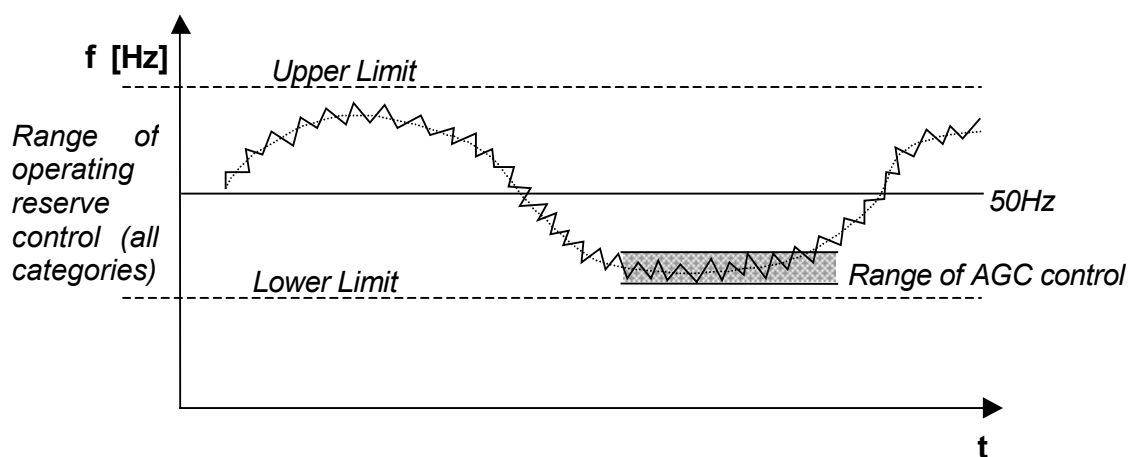 f [Hz]
Upper Limit
Range of
operating
reserve
control (all
categories)
50Hz
Range of AGC control
Lower Limit
t